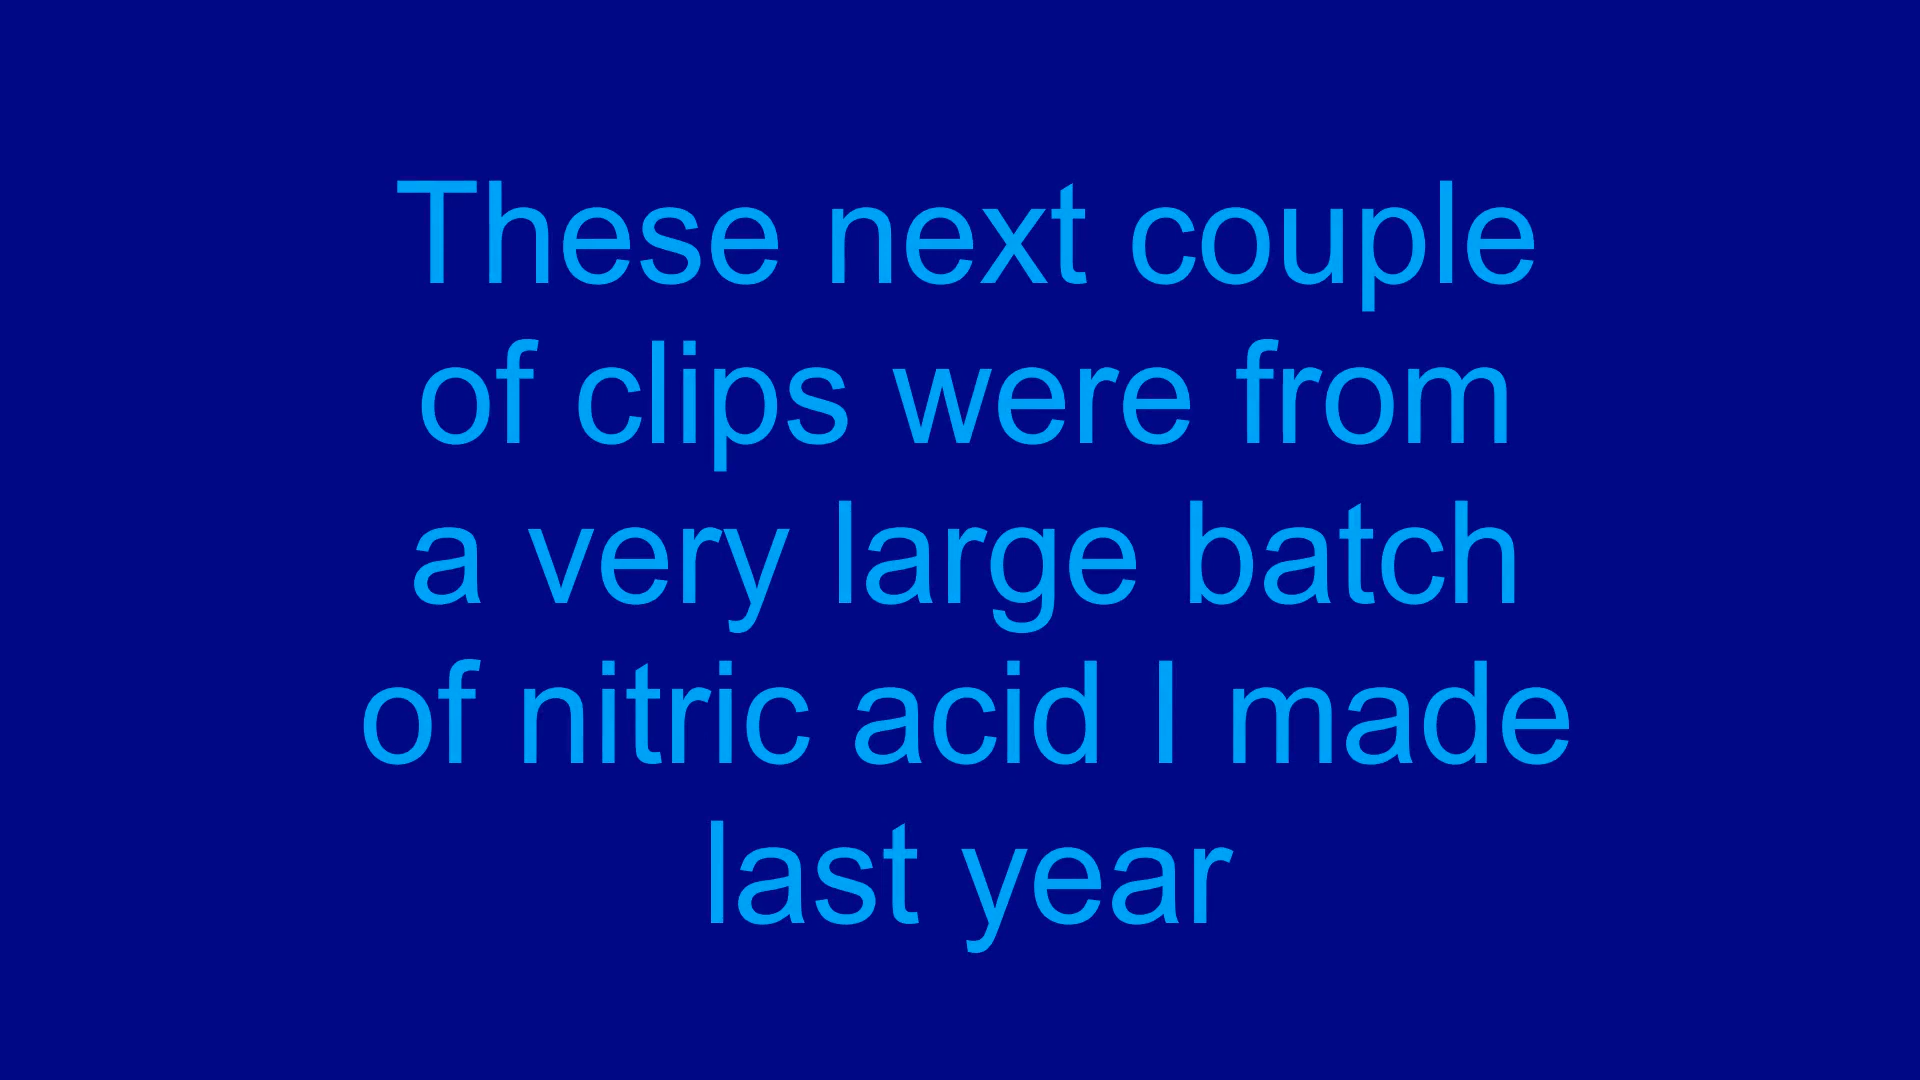 These next couple
of clips were from
a very large batch
of nitric acid I made
last year